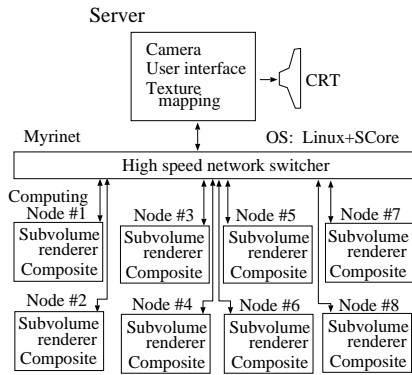 Server
Camera
User interface
Texture
mapping
CRT
Myrinet
OS: Linux+SCore
High speed network switcher
Computing
Node #1
Node #3
Node #5
Node #7
Subvolume
renderer
Composite
Subvolume
renderer
Composite
Subvolume
renderer
Composite
Subvolume
renderer
Composite
Node #2
Node #4
Node #6
Node #8
Subvolume
renderer
Composite
Subvolume
renderer
Composite
Subvolume
renderer
Composite
Subvolume
renderer
Composite